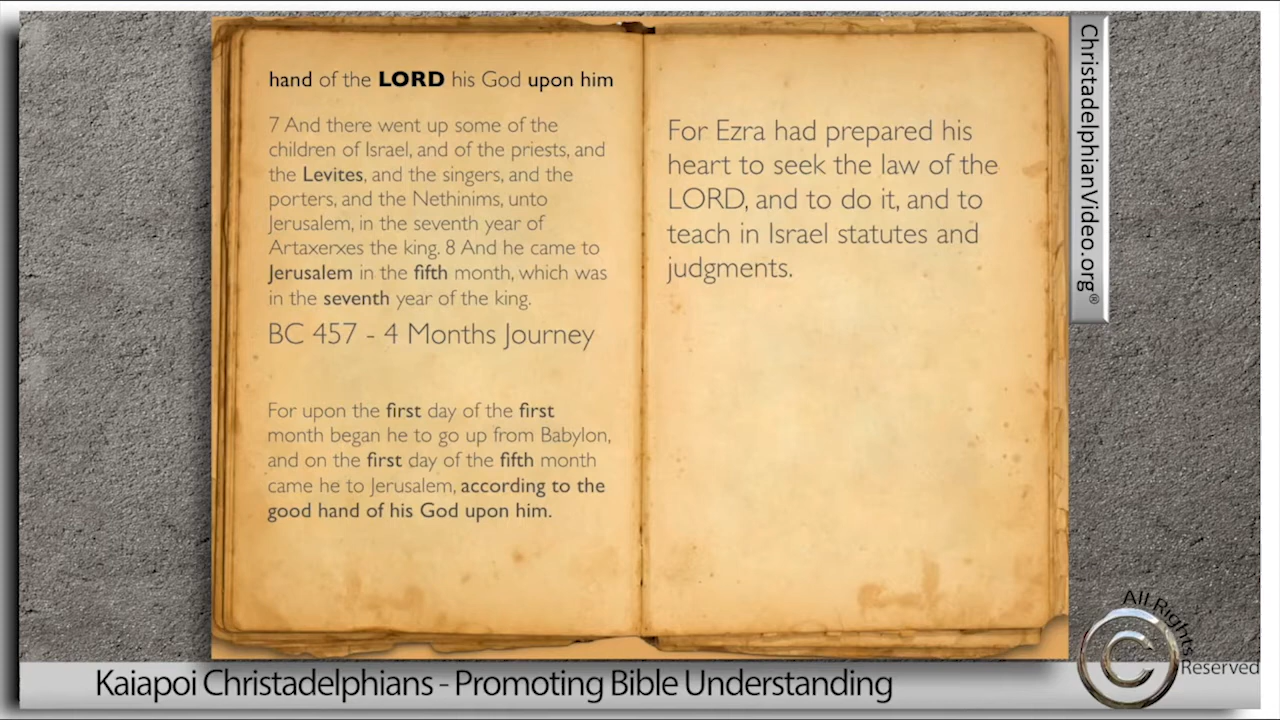 hand of the LORD his God upon him
7 And there went up some of the
children of Israel, and of the priests, and
the Levites, and the singers, and the
porters, and the Nethinims, unto
Jerusalem, in the seventh year of
Artaxerxes the king. 8 And he came to
Jerusalem in the fifth month, which was
in the seventh year of the king.
BC 457 - 4 Months Journey
For upon the first day of the first
month began he to go up from Babylon,
and on the first day of the fifth month
came he to Jerusalem, according to the
good hand of his God upon him.
For Ezra had prepared his
heart to seek the law of the
LORD, and to do it, and to
teach in Israel statutes and
judgments.
ChristadelphianVideo.org®
All Rights
Reserved
C
Kaiapoi Christadelphians - Promoting Bible Understanding